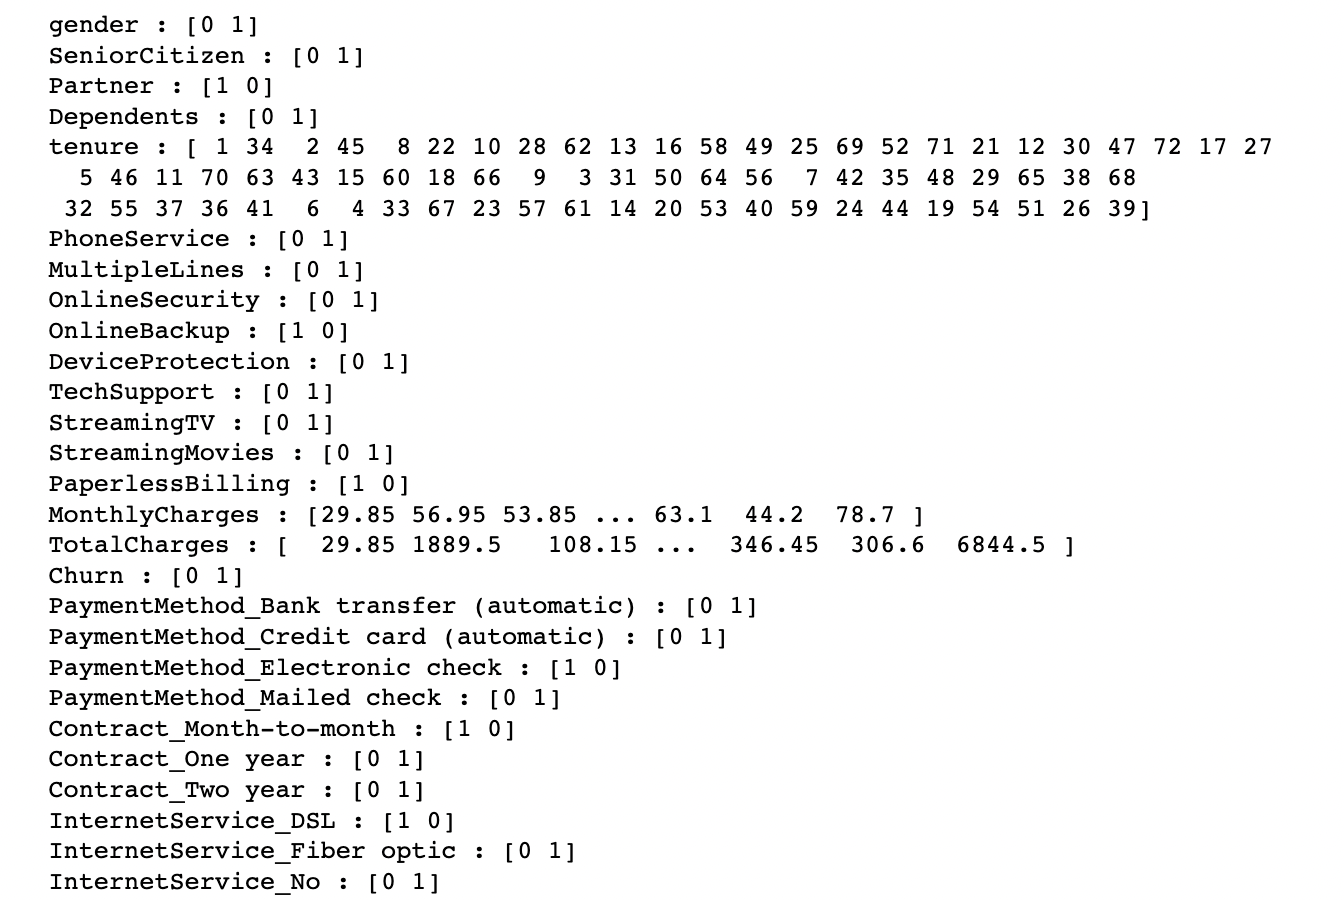 gender : [0 1]
SeniorCitizen : [0 1]
Partner : [1 0]
Dependents : [0 1]
tenure : [ 1 34  2 45  8 22 10 28 62 13 16 58 49 25 69 52 71 21 12 30 47 72 17 27
  5 46 11 70 63 43 15 60 18 66  9  3 31 50 64 56  7 42 35 48 29 65 38 68
 32 55 37 36 41  6  4 33 67 23 57 61 14 20 53 40 59 24 44 19 54 51 26 39]
PhoneService : [0 1]
MultipleLines : [0 1]
OnlineSecurity : [0 1]
OnlineBackup : [1 0]
DeviceProtection : [0 1]
TechSupport : [0 1]
StreamingTV : [0 1]
StreamingMovies : [0 1]
PaperlessBilling : [1 0]
MonthlyCharges : [29.85 56.95 53.85 ... 63.1  44.2  78.7 ]
TotalCharges : [  29.85 1889.5   108.15 ...  346.45  306.6  6844.5 ]
Churn : [0 1]
PaymentMethod_Bank transfer (automatic) : [0 1]
PaymentMethod_Credit card (automatic) : [0 1]
PaymentMethod_Electronic check : [1 0]
PaymentMethod_Mailed check : [0 1]
Contract_Month-to-month : [1 0]
Contract_One year : [0 1]
Contract_Two year : [0 1]
InternetService_DSL : [1 0]
InternetService_Fiber optic : [0 1]
InternetService_No : [0 1]